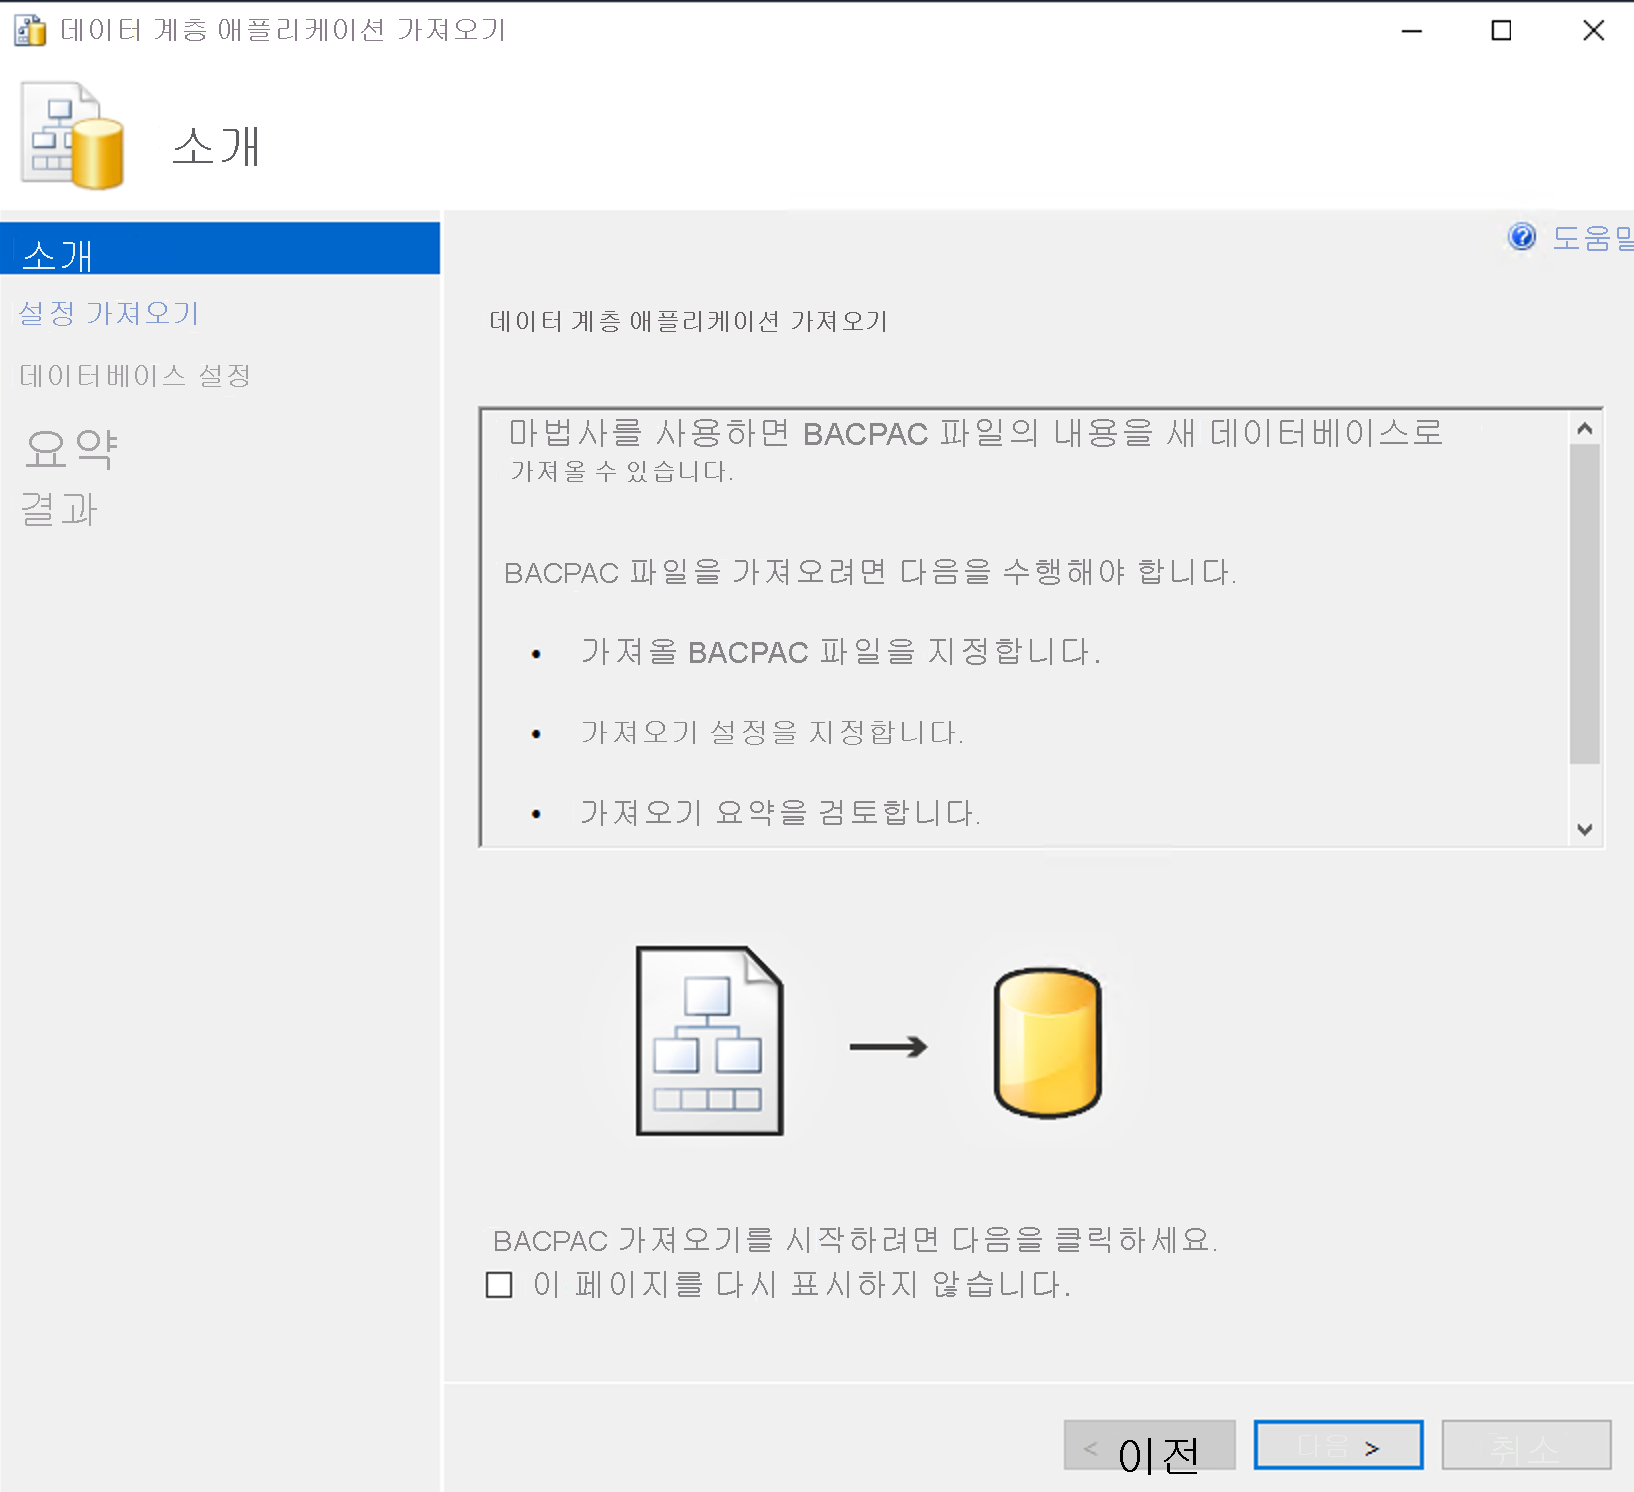 데이터 계층 애플리케이션 가져오기
소개
소개
설정 가져오기
데이터베이스 설정
요약
결과
도움말
데이터 계층 애플리케이션 가져오기
마법사를 사용하면 BACPAC 파일의 내용을 새 데이터베이스로
가져올 수 있습니다.
BACPAC 파일을 가져오려면 다음을 수행해야 합니다.
• 가져올 BACPAC 파일을 지정합니다.
• 가져오기 설정을 지정합니다.
• 가져오기 요약을 검토합니다.
BACPAC 가져오기를 시작하려면 다음을 클릭하세요.
이 페이지를 다시 표시하지 않습니다.
< 이전
다음 >
취소